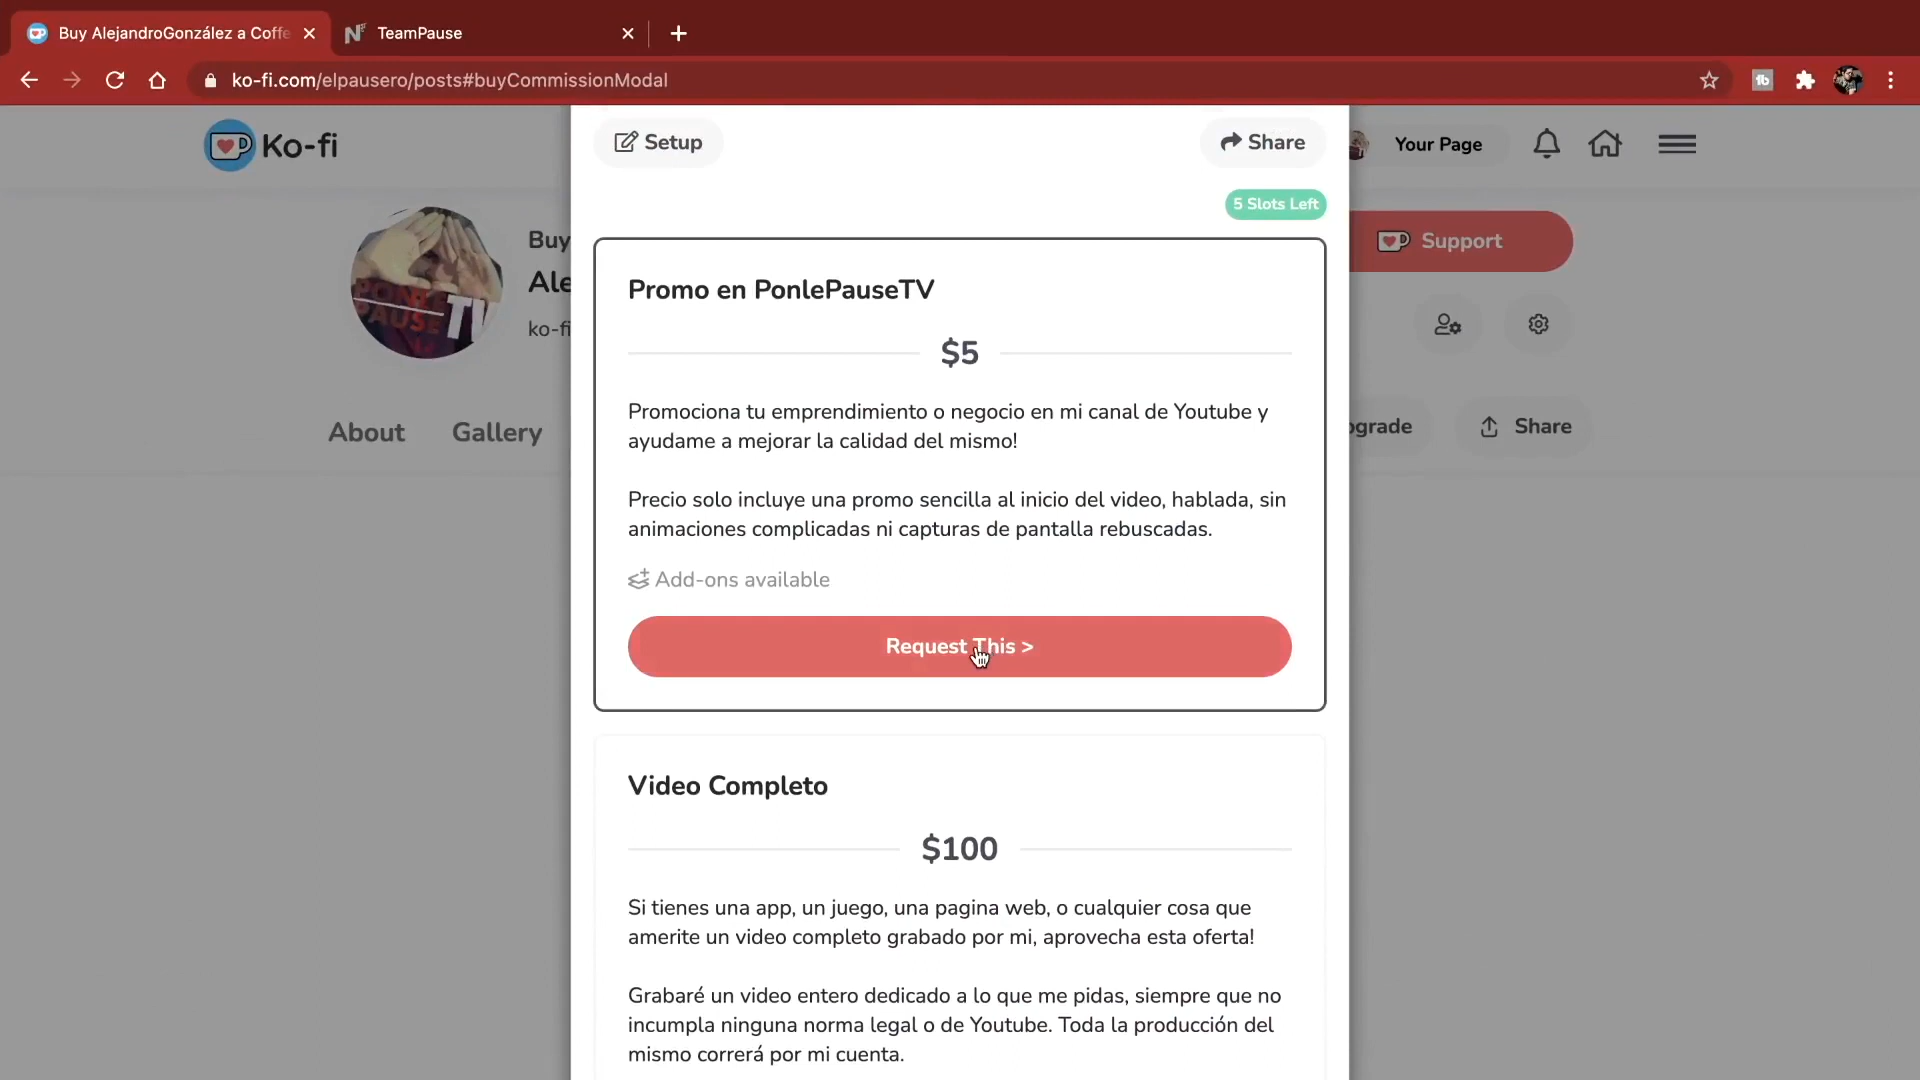 Buy AlejandroGonzález a Coffe
TeamPause
ko-fi.com/elpausero/posts#buyCommissionModal
Ko-fi
Setup
Share
Your Page
5 Slots Left
Buy
Ale
ko-fi
Support
About
Gallery
ograde
Share
Promo en PonlePauseTV
$5
Promociona tu emprendimiento o negocio en mi canal de Youtube y
ayudame a mejorar la calidad del mismo!
Precio solo incluye una promo sencilla al inicio del video, hablada, sin
animaciones complicadas ni capturas de pantalla rebuscadas.
Add-ons available
Request This >
Video Completo
$100
Si tienes una app, un juego, una pagina web, o cualquier cosa que
amerite un video completo grabado por mi, aprovecha esta oferta!
Grabaré un video entero dedicado a lo que me pidas, siempre que no
incumpla ninguna norma legal o de Youtube. Toda la producción del
mismo correrá por mi cuenta.